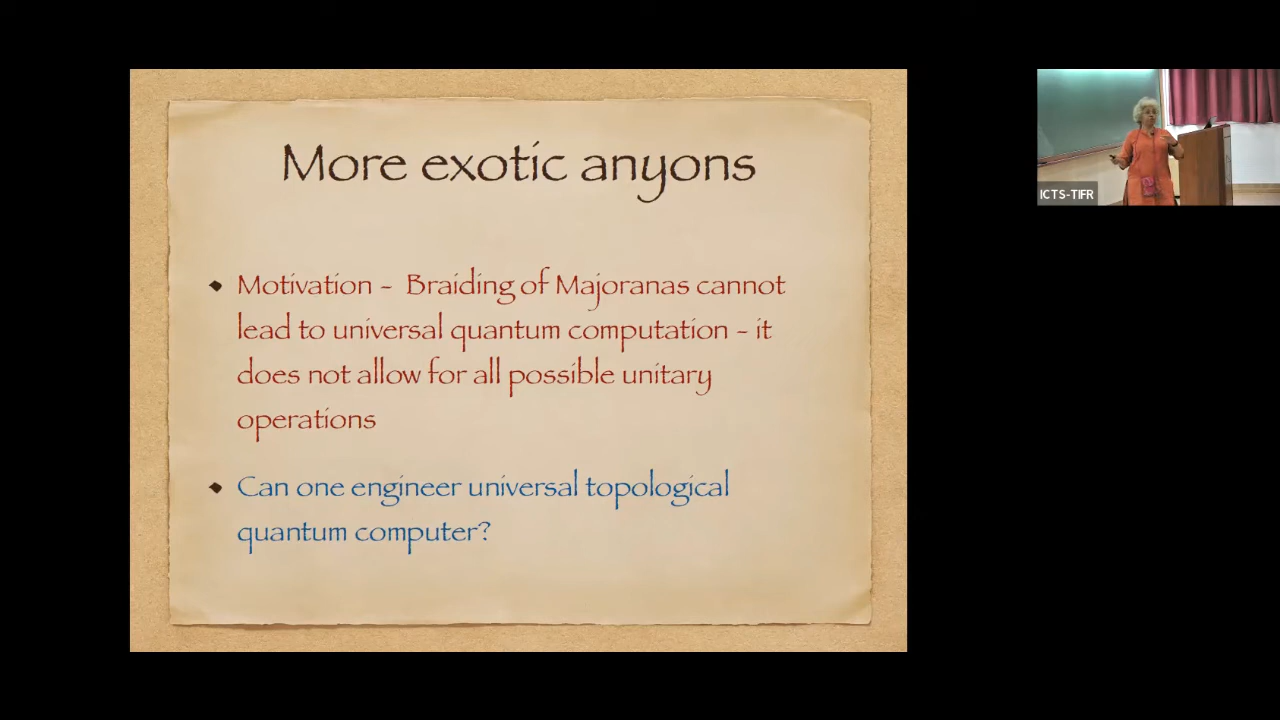 More exotic anyons
Motivation - Braiding of Majoranas cannot
lead to universal quantum computation - it
does not allow for all possible unitary
operations
Can one engineer universal topological
quantum computer?
ICTS-TIFR